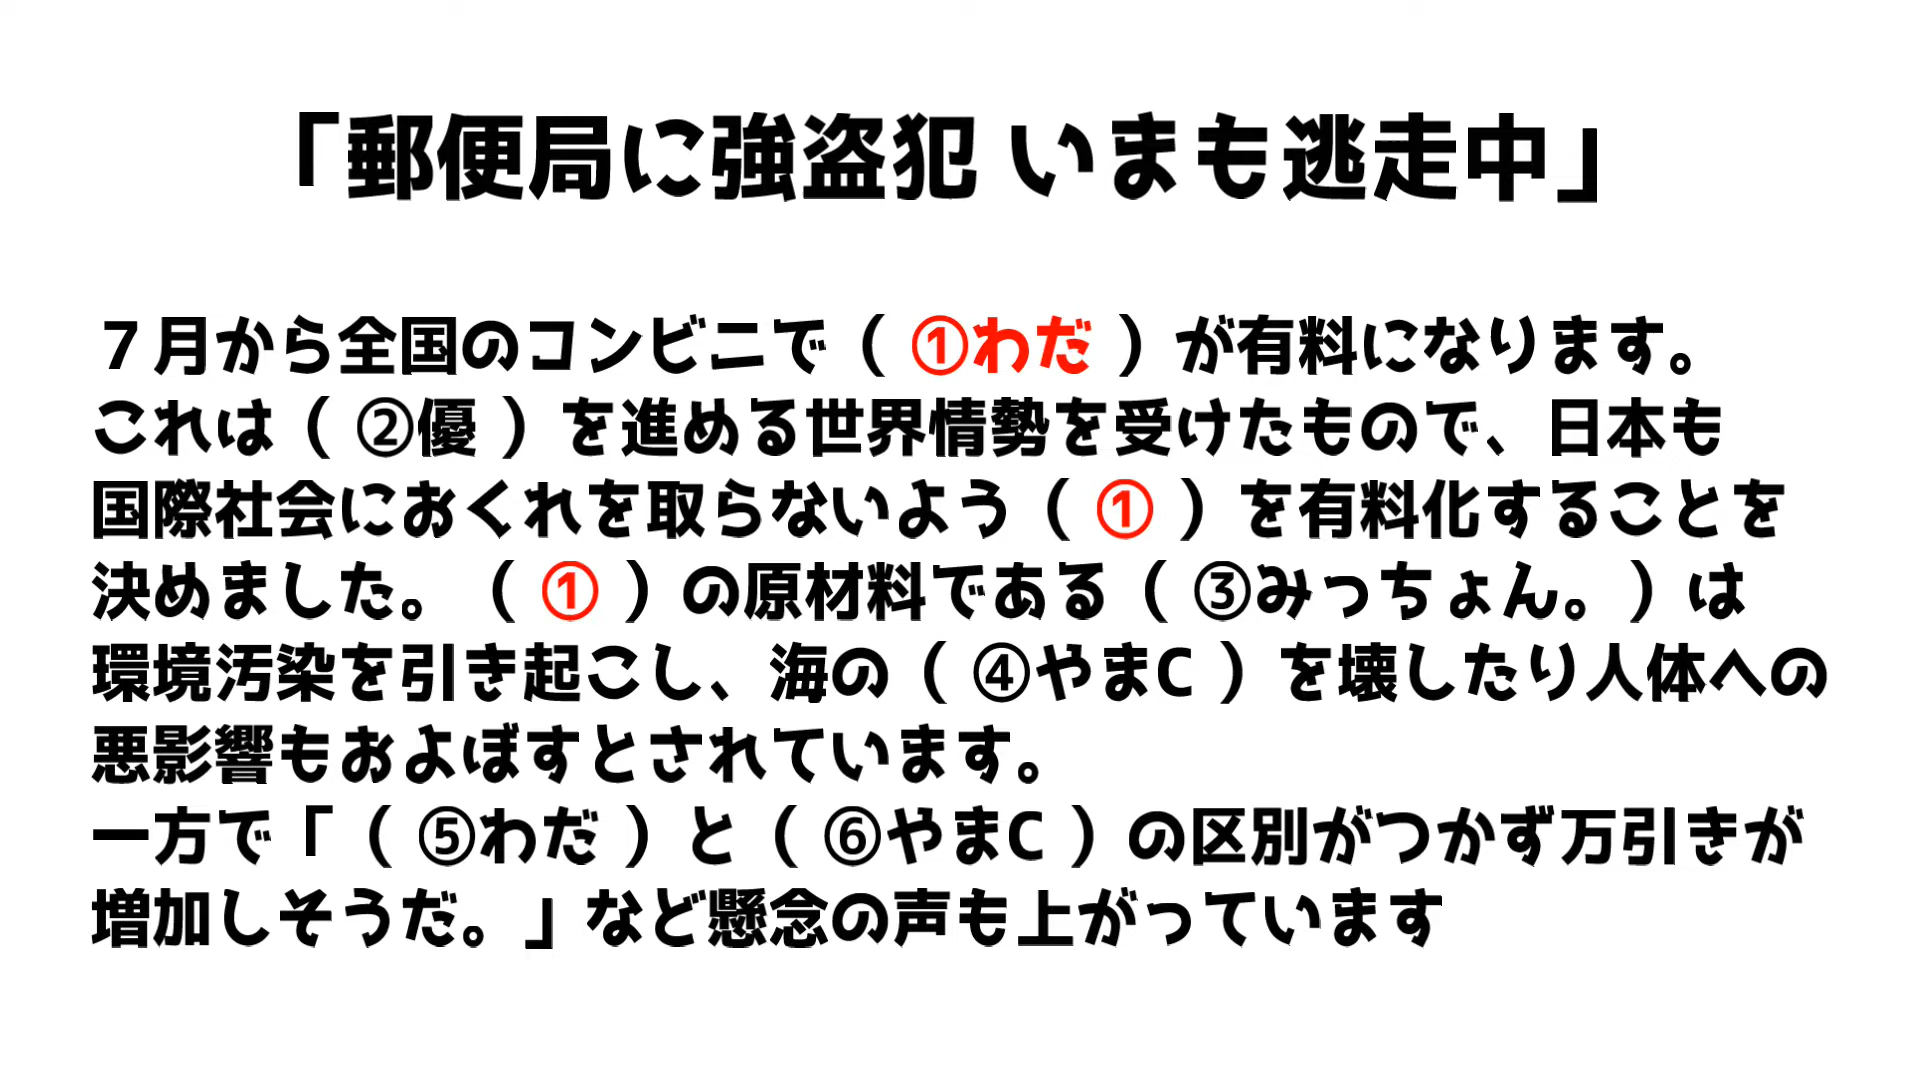 「郵便局に強盗犯 いまも逃走中」
７月から全国のコンビニで（ ①わだ ）が有料になります。
これは（ ②優 ）を進める世界情勢を受けたもので、日本も
国際社会におくれを取らないよう（ ① ）を有料化することを
決めました。（ ① ）の原材料である（ ③みっちょん。）は
環境汚染を引き起こし、海の（ ④やまC ）を壊したり人体への
悪影響もおよぼすとされています。
一方で「（ ⑤わだ ）と（ ⑥やまC ）の区別がつかず万引きが
増加しそうだ。」など懸念の声も上がっています